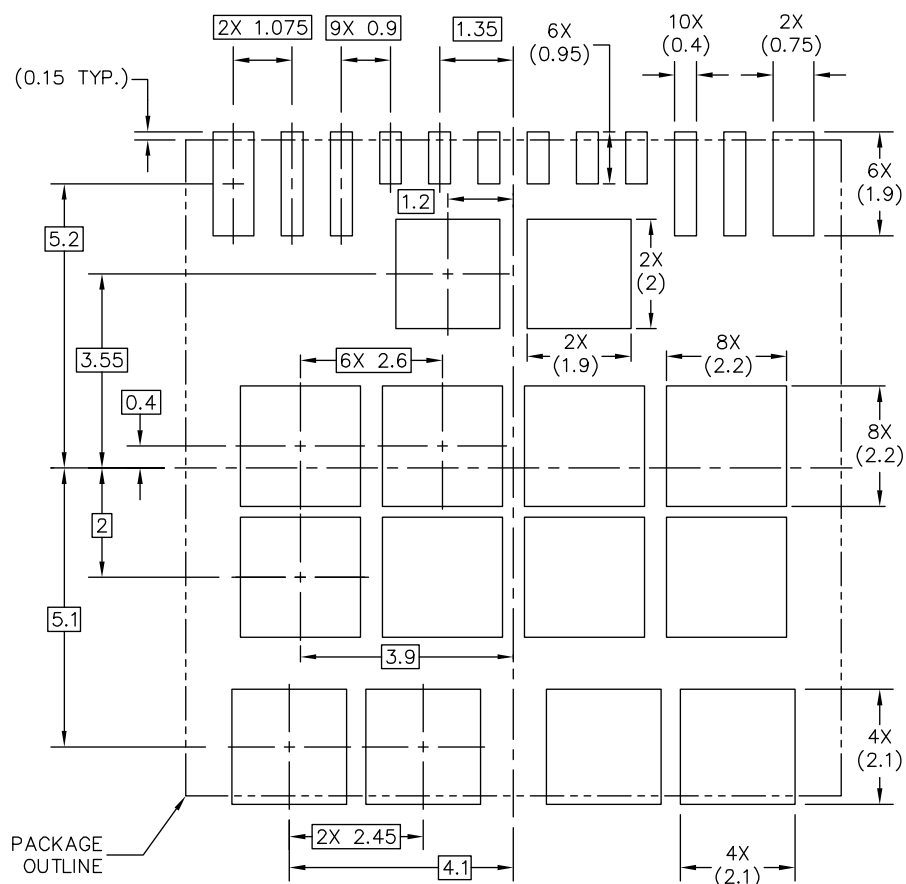 2X 1.075
9X 0.9
1.35
6X
(0.95)
10X
(0.4)
2X
(0.75)
(0.15 TYP.)
6X
(1.9)
1.2
5.2
2X
(2)
3.55
6X 2.6
2X
(1.9)
8X
(2.2)
0.4
8X
(2.2)
2
5.1
3.9
4X
(2.1)
PACKAGE
OUTLINE
2X 2.45
4.1
4X
(2.1)